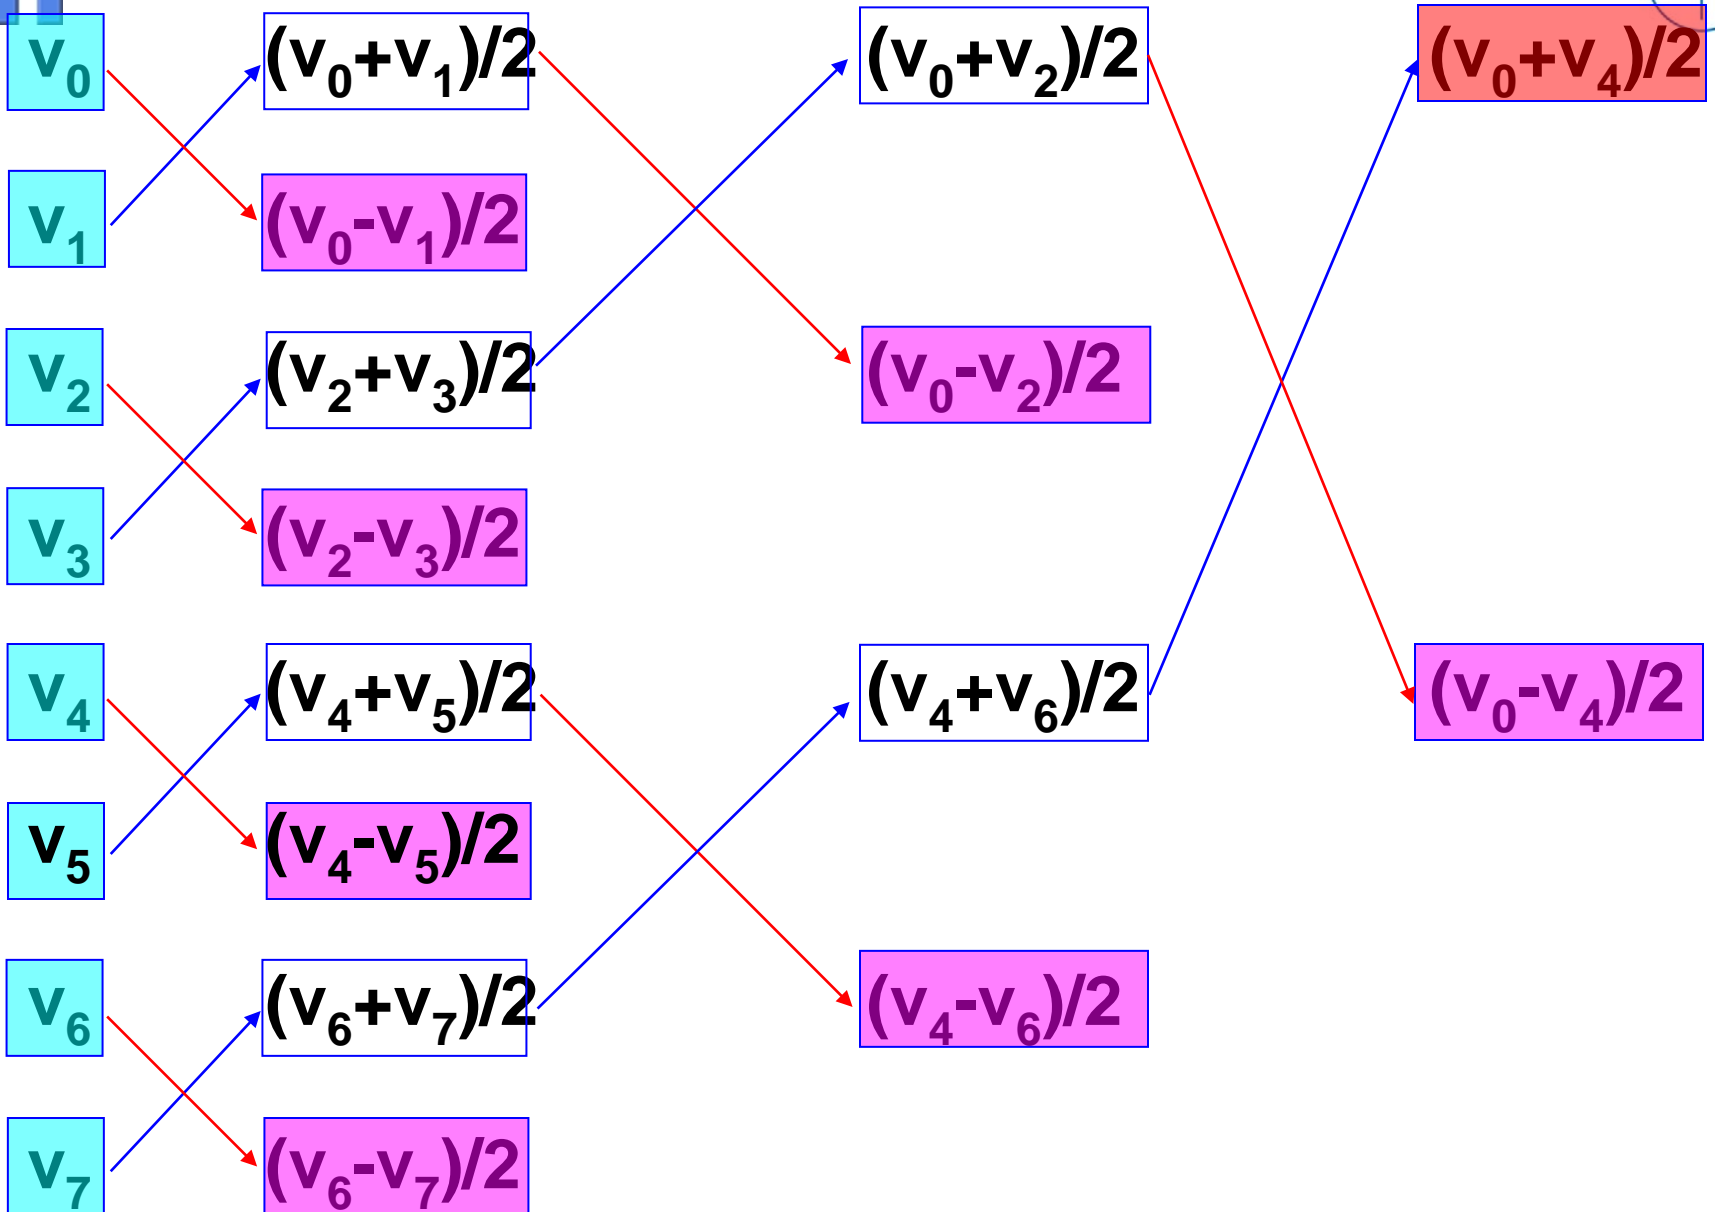 v₀ (v₀+v₁)/2 (v₀+v₂)/2 (v₀+v₄)/2
v₁ (v₀-v₁)/2
v₂ (v₂+v₃)/2 (v₀-v₂)/2
v₃ (v₂-v₃)/2
v₄ (v₄+v₅)/2 (v₄+v₆)/2 (v₀-v₄)/2
v₅ (v₄-v₅)/2
v₆ (v₆+v₇)/2 (v₄-v₆)/2
v₇ (v₆-v₇)/2